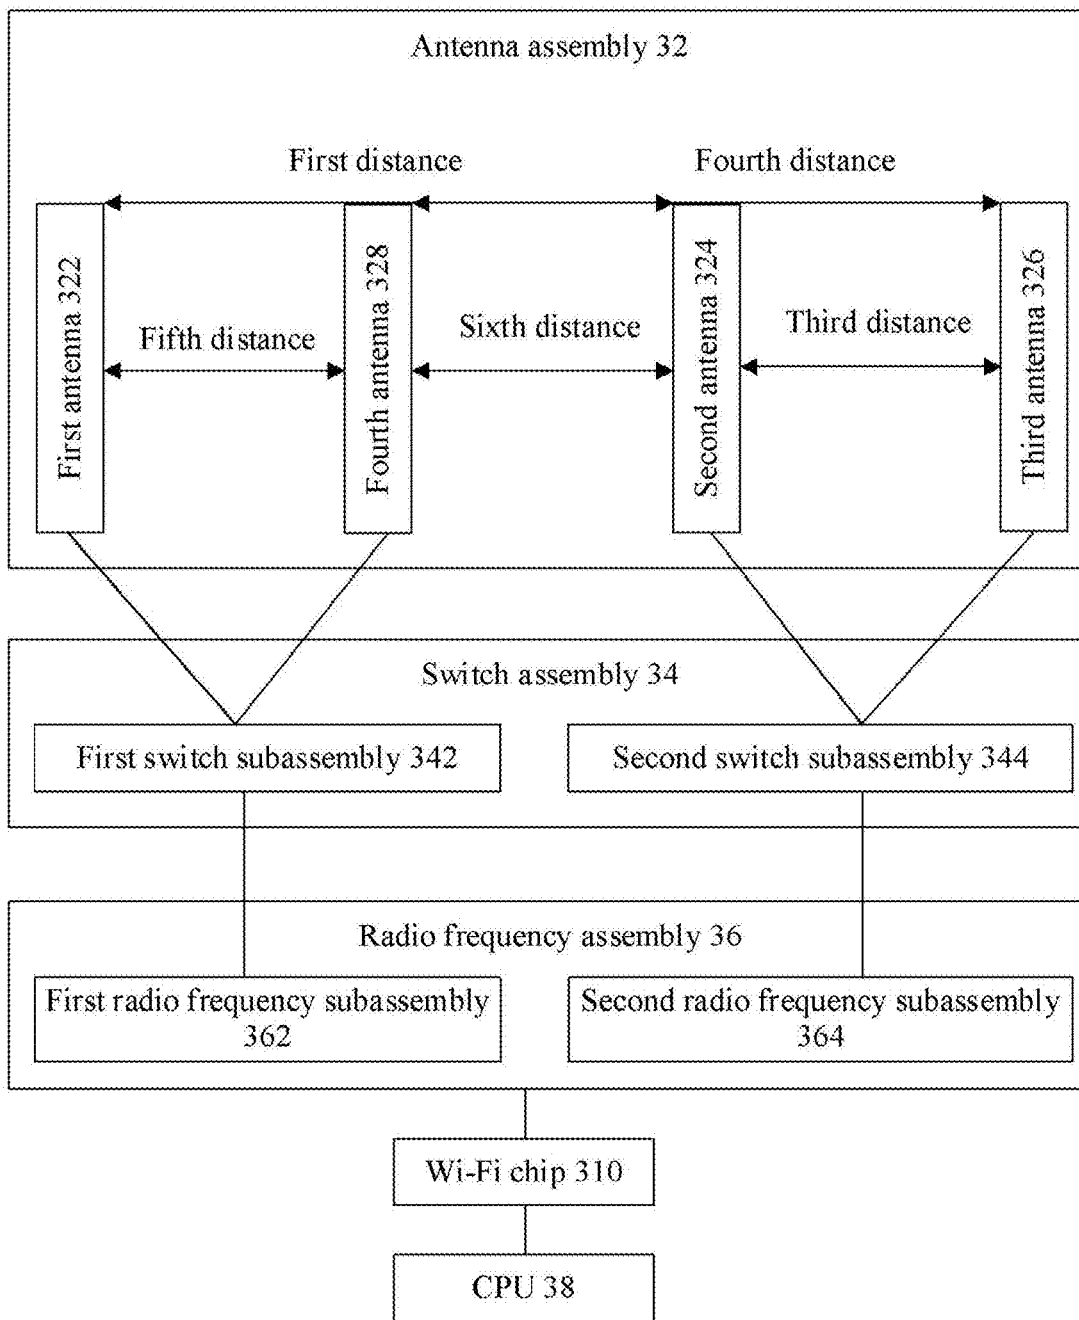 Antenna assembly 32
First distance
Fourth distance
First antenna 322
Fourth antenna 328
Second antenna 324
Third antenna 326
Fifth distance
Sixth distance
Third distance
Switch assembly 34
First switch subassembly 342
Second switch subassembly 344
Radio frequency assembly 36
First radio frequency subassembly
362
Second radio frequency subassembly
364
Wi-Fi chip 310
CPU 38